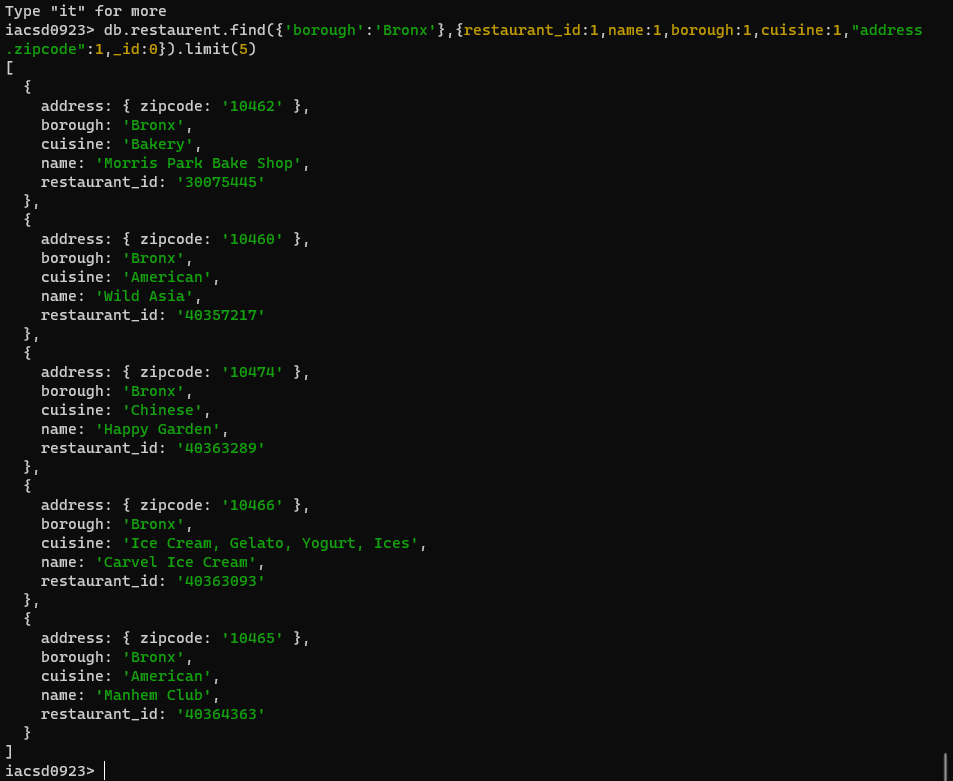 Type "it" for more
iacsd0923> db.restaurent.find({'borough':'Bronx'},{restaurant_id:1,name:1,borough:1,cuisine:1,"address
.zipcode":1,_id:0}).limit(5)
[
  {
    address: { zipcode: '10462' },
    borough: 'Bronx',
    cuisine: 'Bakery',
    name: 'Morris Park Bake Shop',
    restaurant_id: '30075445'
  },
  {
    address: { zipcode: '10460' },
    borough: 'Bronx',
    cuisine: 'American',
    name: 'Wild Asia',
    restaurant_id: '40357217'
  },
  {
    address: { zipcode: '10474' },
    borough: 'Bronx',
    cuisine: 'Chinese',
    name: 'Happy Garden',
    restaurant_id: '40363289'
  },
  {
    address: { zipcode: '10466' },
    borough: 'Bronx',
    cuisine: 'Ice Cream, Gelato, Yogurt, Ices',
    name: 'Carvel Ice Cream',
    restaurant_id: '40363093'
  },
  {
    address: { zipcode: '10465' },
    borough: 'Bronx',
    cuisine: 'American',
    name: 'Manhem Club',
    restaurant_id: '40364363'
  }
]
iacsd0923>